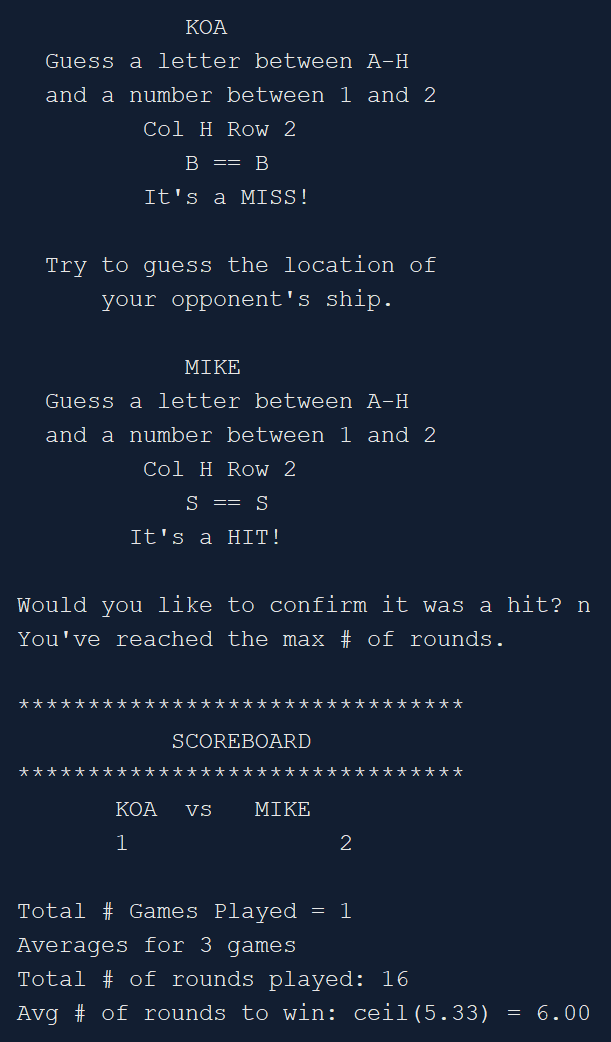 KOA
Guess a letter between A-H
and a number between 1 and 2
Col H Row 2
B == B
It's a MISS!
Try to guess the location of
your opponent's ship.
MIKE
Guess a letter between A-H
and a number between 1 and 2
Col H Row 2
S == S
It's a HIT!
Would you like to confirm it was a hit? n
You've reached the max # of rounds.
********************************
SCOREBOARD
********************************
KOA vs MIKE
1 2
Total # Games Played = 1
Averages for 3 games
Total # of rounds played: 16
Avg # of rounds to win: ceil(5.33) = 6.00